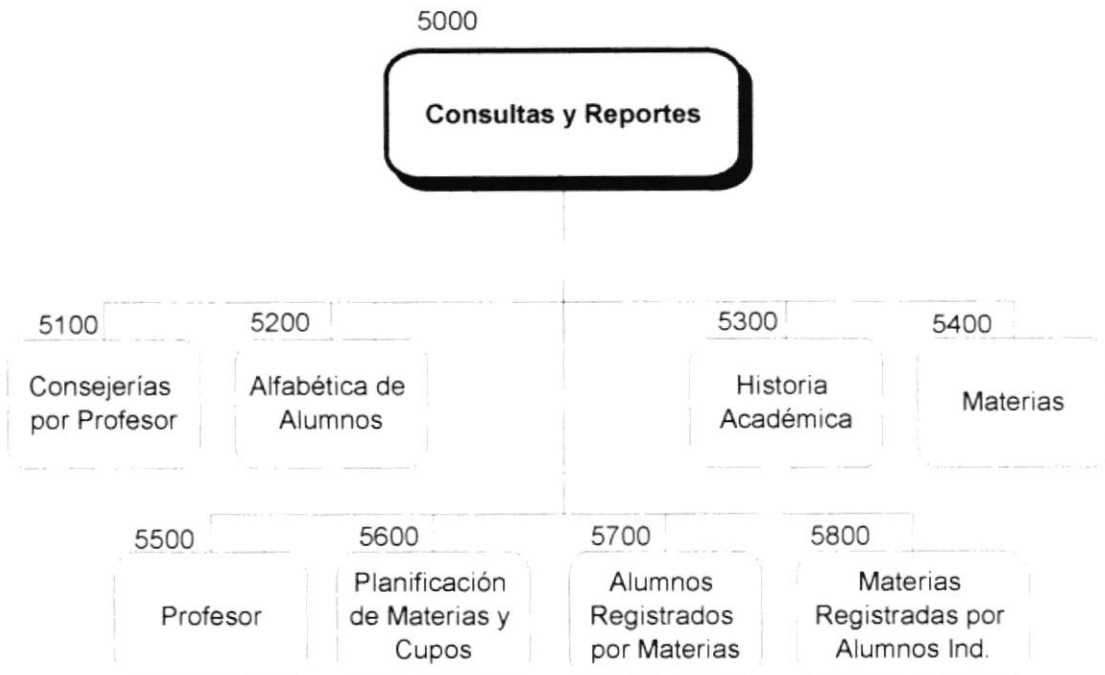 5000
Consultas y Reportes
5100
Consejerías
por Profesor
5200
Alfabética de
Alumnos
5300
Historia
Académica
5400
Materias
5500
Profesor
5600
Planificación
de Materias y
Cupos
5700
Alumnos
Registrados
por Materias
5800
Materias
Registradas por
Alumnos Ind.